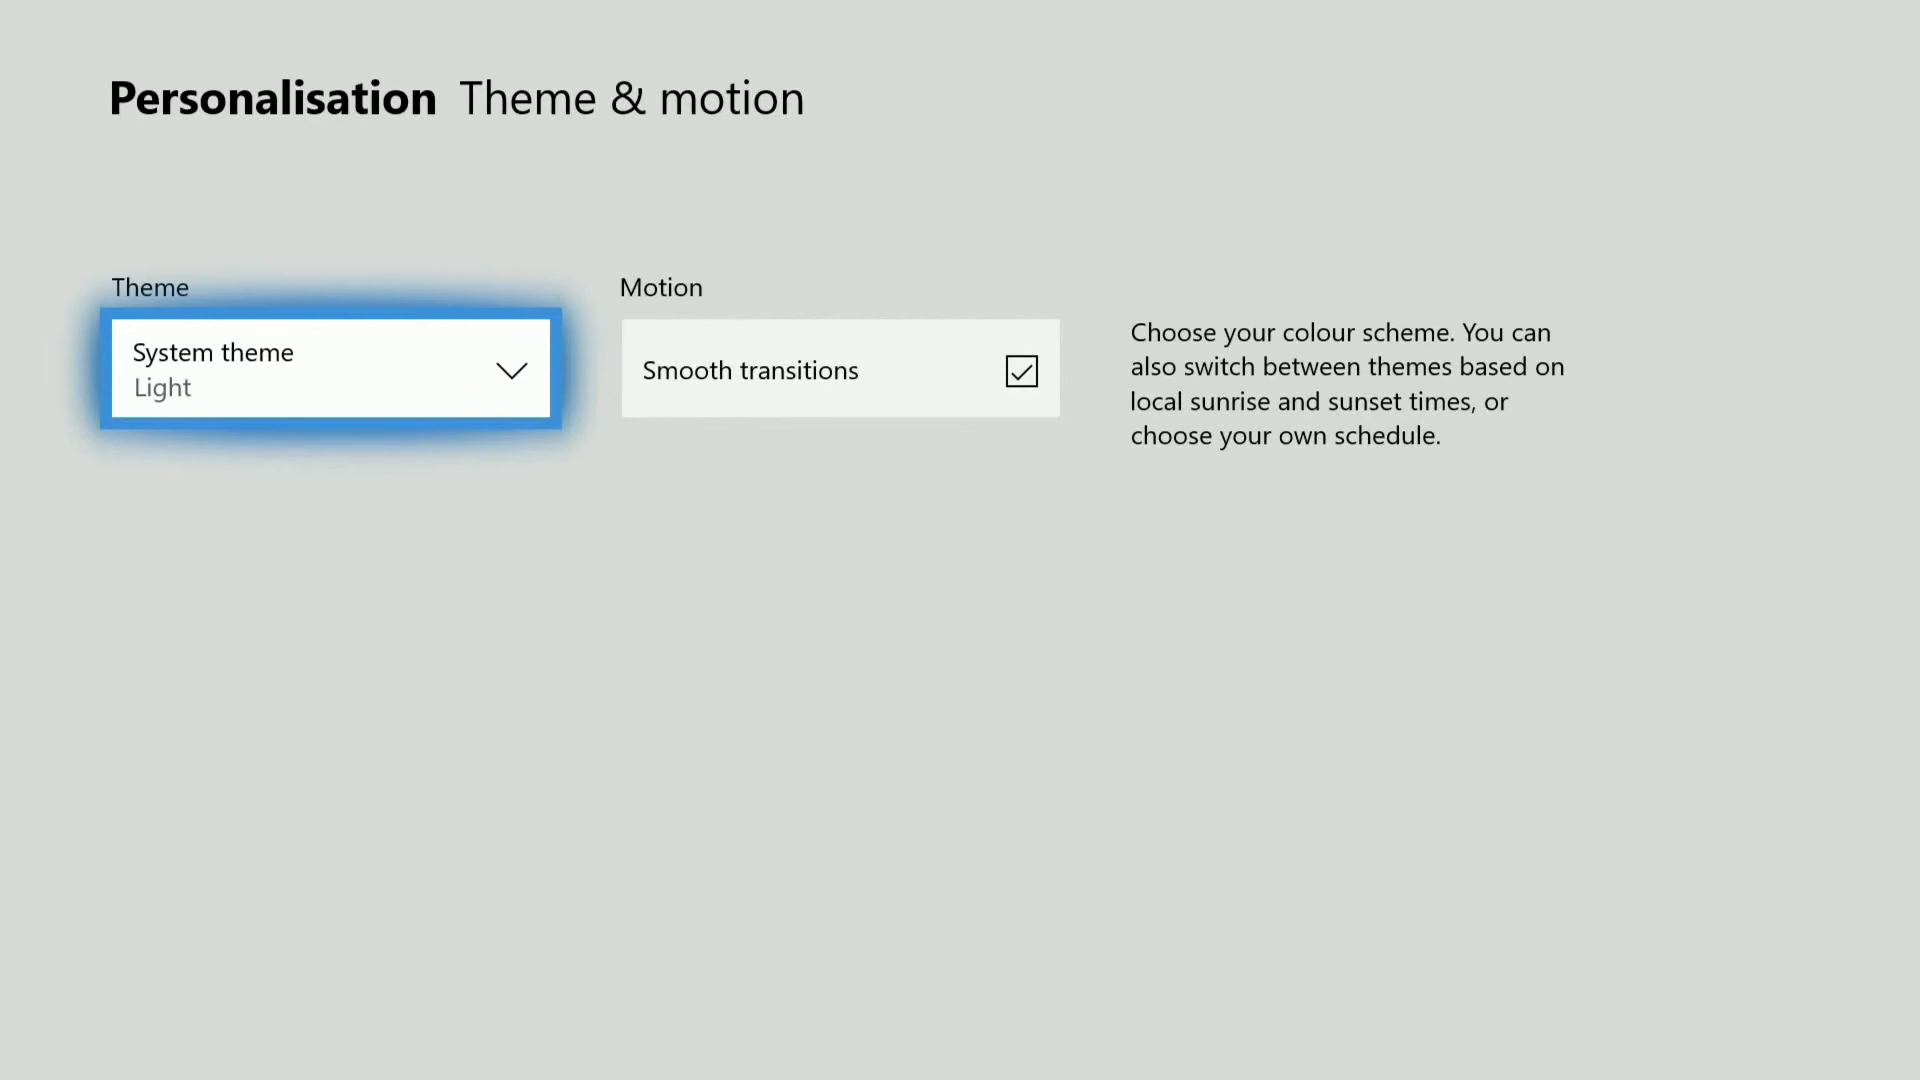 Personalisation Theme & motion
Theme
System theme
Light
Motion
Smooth transitions
Choose your colour scheme. You can
also switch between themes based on
local sunrise and sunset times, or
choose your own schedule.